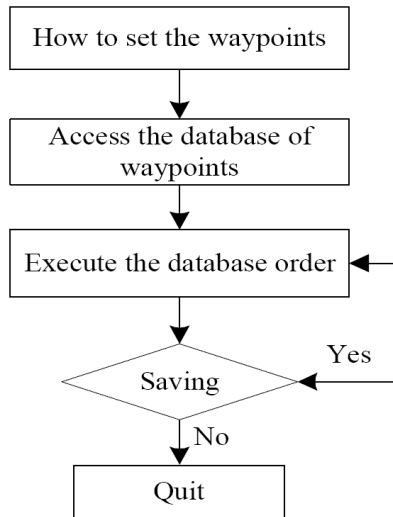 How to set the waypoints
Access the database of
waypoints
Execute the database order
Yes
Saving
No
Quit